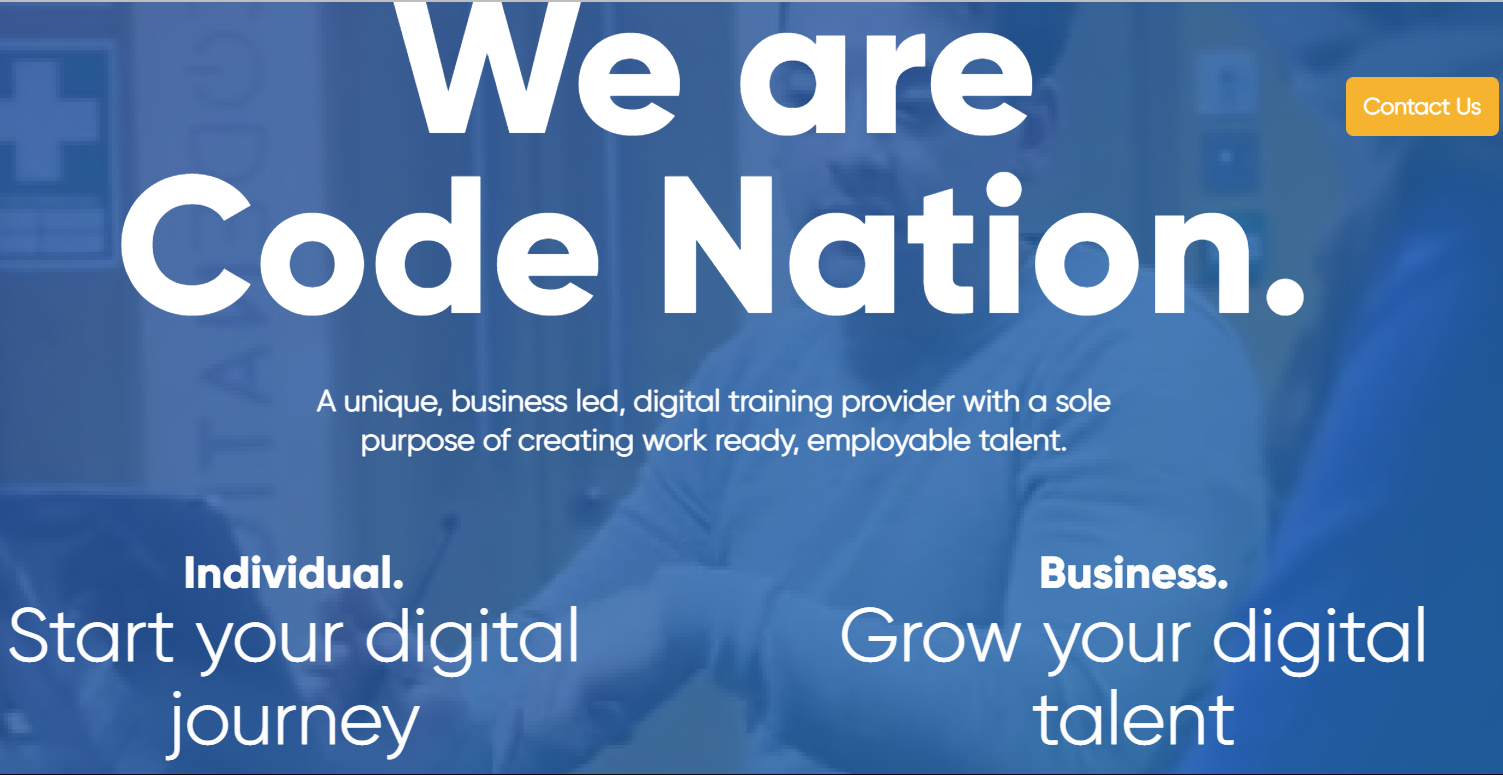 We are
Contact Us
Code Nation.
A unique, business led, digital training provider with a sole
purpose of creating work ready, employable talent.
Individual.
Start your digital
journey
Business.
Grow your digital
talent